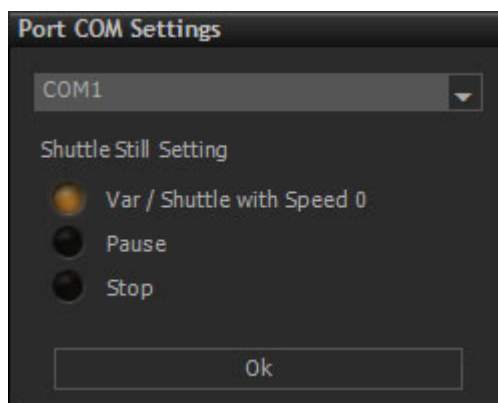 Port COM Settings
COM1
Shuttle Still Setting
Var / Shuttle with Speed 0
Pause
Stop
Ok